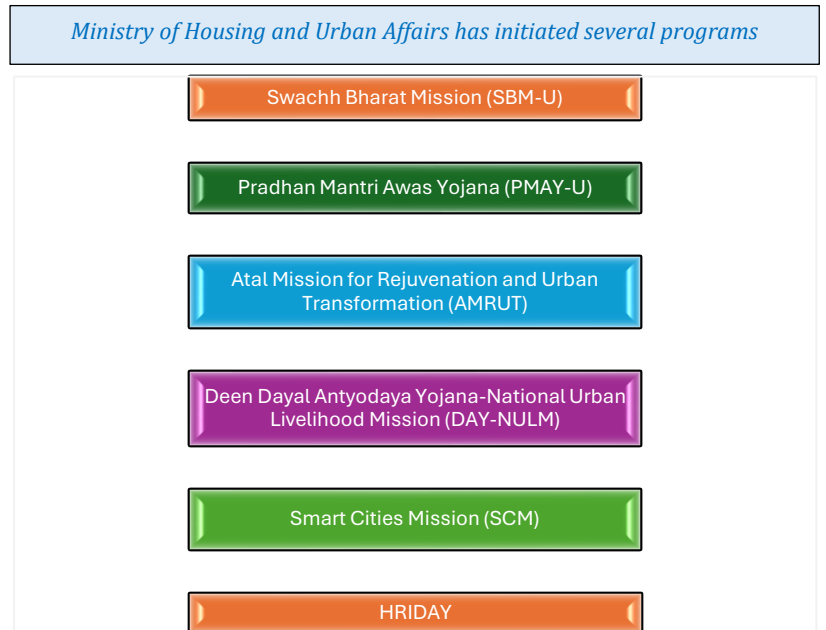 Ministry of Housing and Urban Affairs has initiated several programs
Swachh Bharat Mission (SBM-U)
Pradhan Mantri Awas Yojana (PMAY-U)
Atal Mission for Rejuvenation and Urban
Transformation (AMRUT)
Deen Dayal Antyodaya Yojana-National Urban
Livelihood Mission (DAY-NULM)
Smart Cities Mission (SCM)
HRIDAY